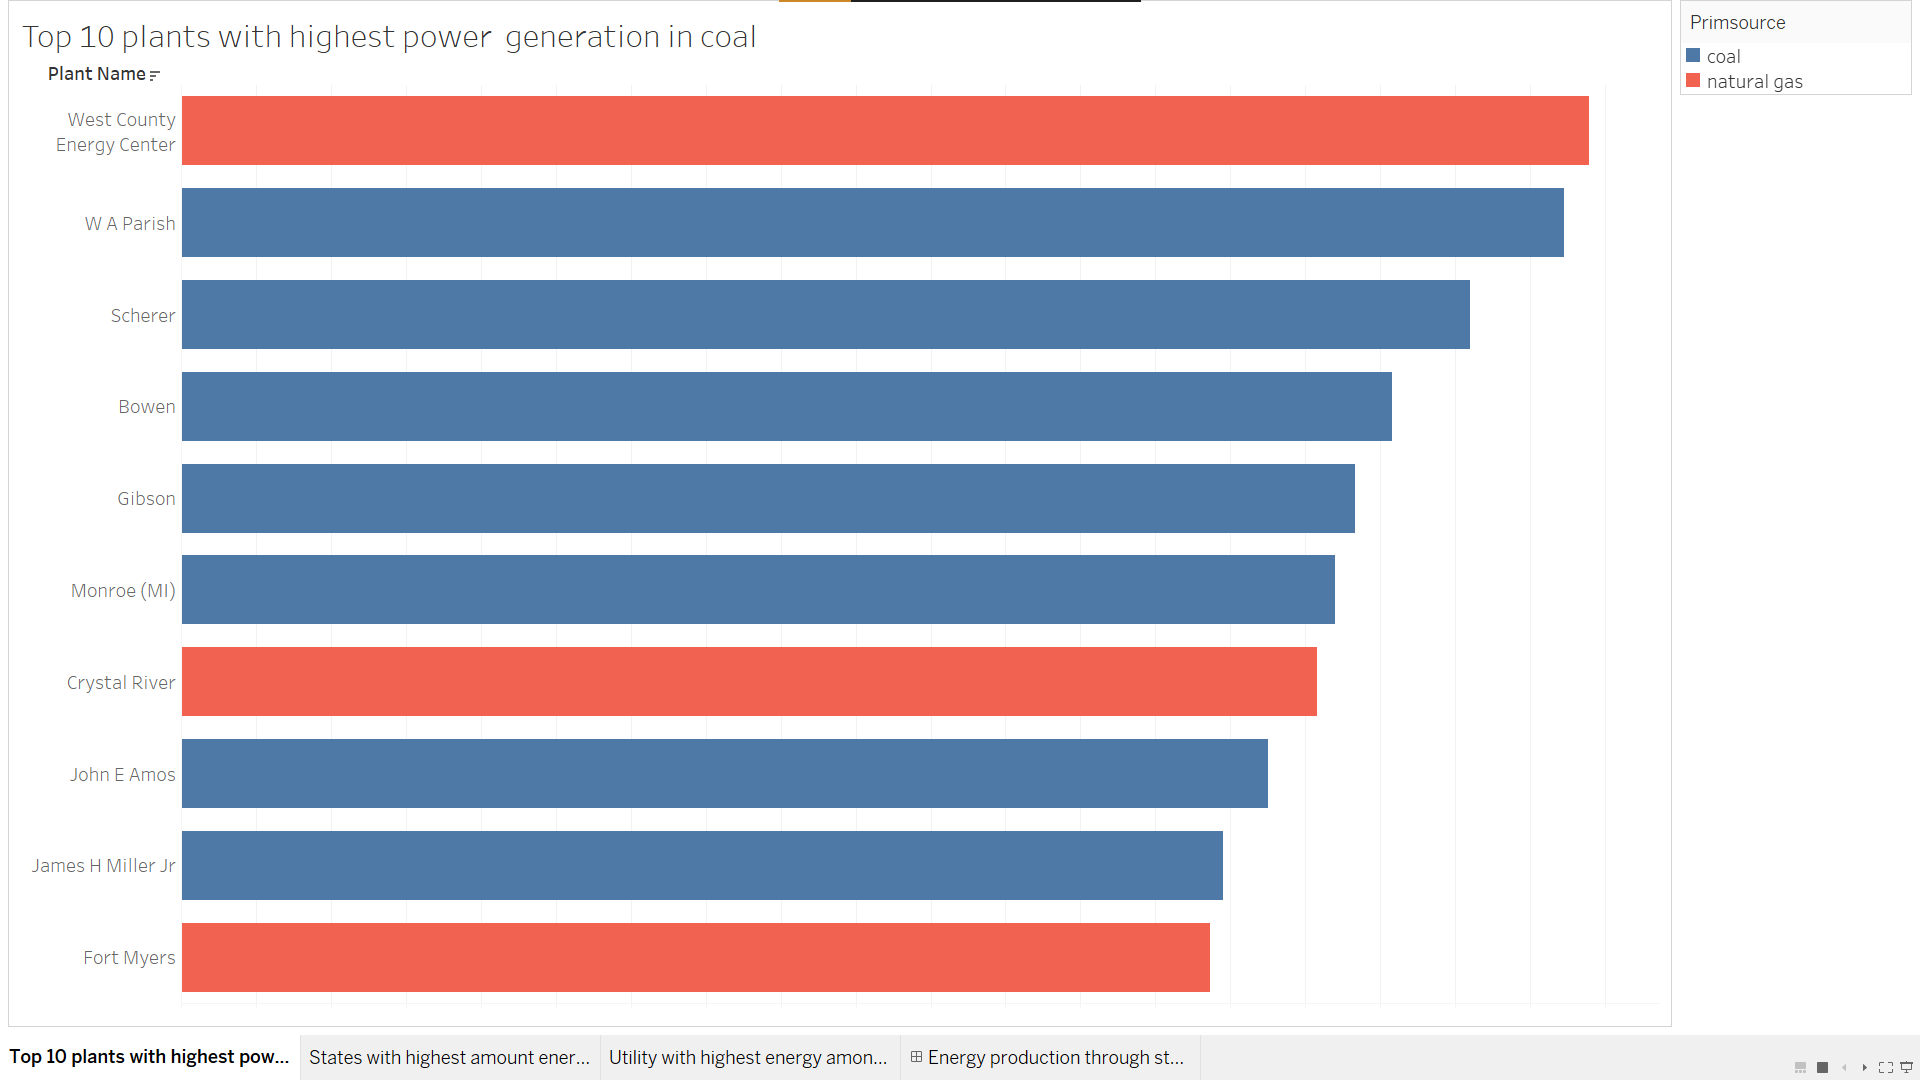 Top 10 plants with highest power  generation in coal
Plant Name
West County
Energy Center
W A Parish
Scherer
Bowen
Gibson
Monroe (MI)
Crystal River
John E Amos
James H Miller Jr
Fort Myers
Primsource
coal
natural gas
Top 10 plants with highest pow...
States with highest amount ener...
Utility with highest energy amon...
Energy production through st...